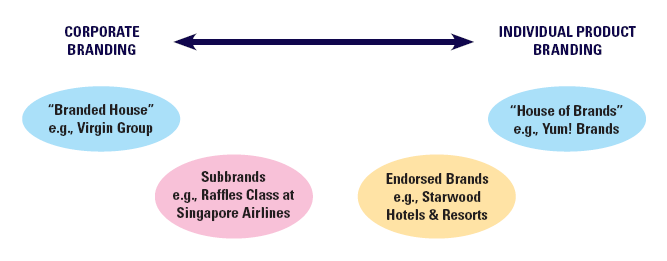 CORPORATE
BRANDING
INDIVIDUAL PRODUCT
BRANDING
“Branded House”
e.g., Virgin Group
“House of Brands”
e.g., Yum! Brands
Subbrands
e.g., Raffles Class at
Singapore Airlines
Endorsed Brands
e.g., Starwood
Hotels & Resorts